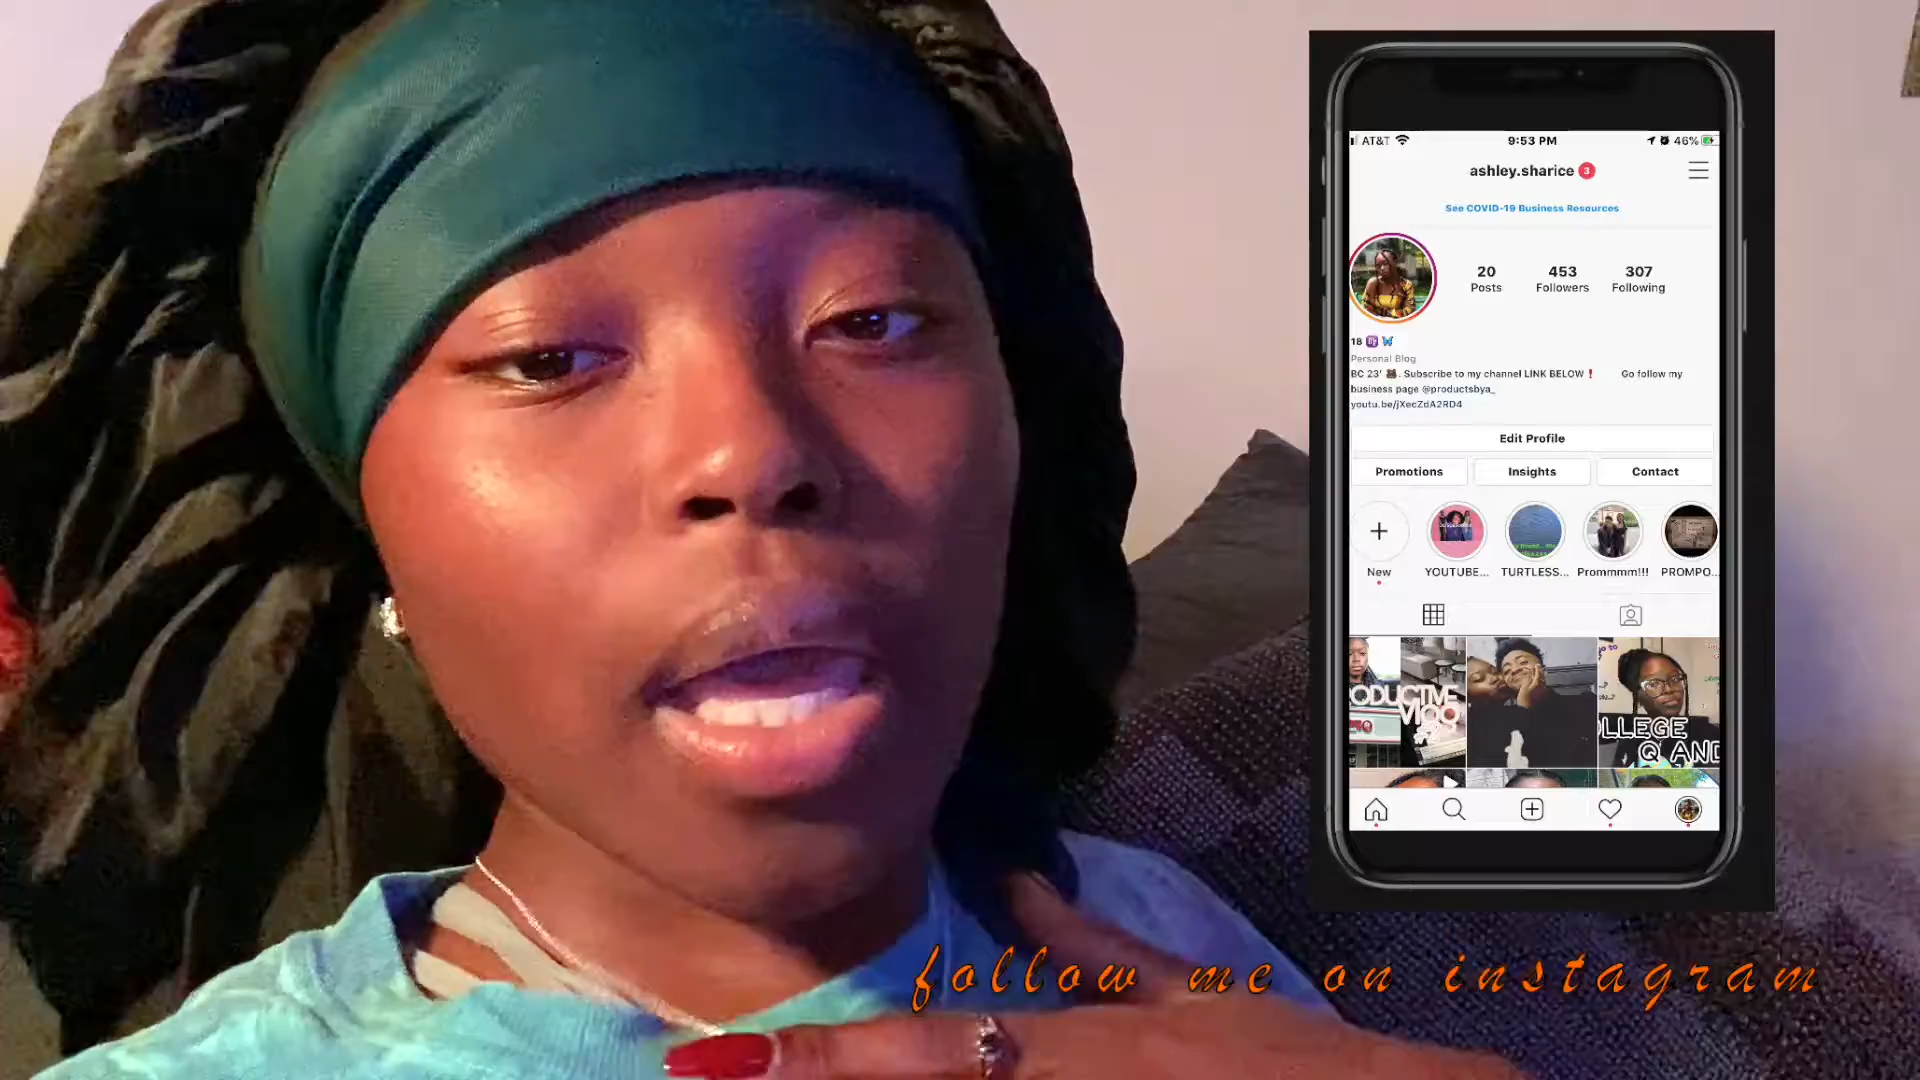 AT&T
9:53 PM
46%
ashley.sharice 3
See COVID-19 Business Resources
20
453
307
Posts
Followers
Following
18
Personal Blog
BC 23' . Subscribe to my channel LINK BELOW❗ Go follow my
business page @productsbya_
youtu.be/jXecZdA2RD4
Edit Profile
Promotions
Insights
Contact
New
YOUTUBE...
TURTLESS...
Prommmm!!!
PROMPO...
ODUCTIVE
VLOG
LLEGE
Q AND
follow me on instagram